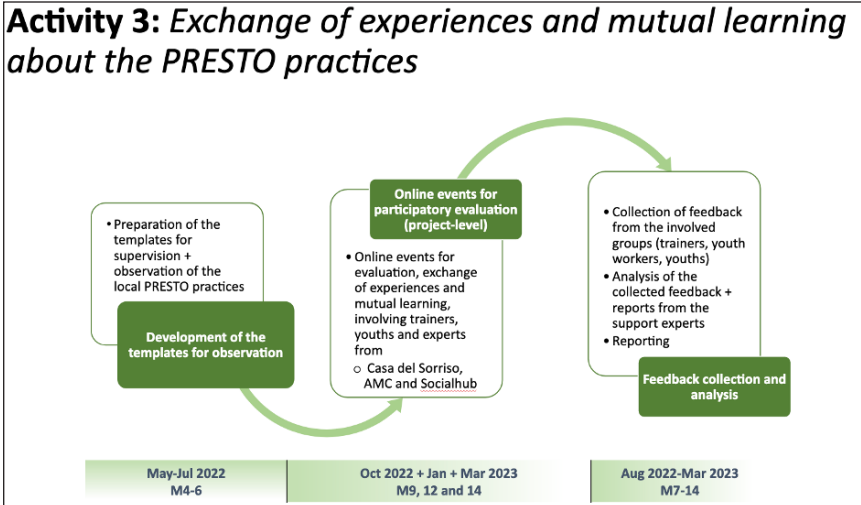 Activity 3: Exchange of experiences and mutual learning
about the PRESTO practices
• Preparation of the
templates for
supervision +
observation of the
local PRESTO practices
Development of the
templates for observation
Online events for
participatory evaluation
(project-level)
• Online events for
evaluation, exchange
of experiences and
mutual learning,
involving trainers,
youths and experts
from
o Casa del Sorriso,
AMC and Socialhub
• Collection of feedback
from the involved
groups (trainers, youth
workers, youths)
• Analysis of the
collected feedback +
reports from the
support experts
• Reporting
Feedback collection and
analysis
May-Jul 2022
M4-6
Oct 2022 + Jan + Mar 2023
M9, 12 and 14
Aug 2022-Mar 2023
M7-14